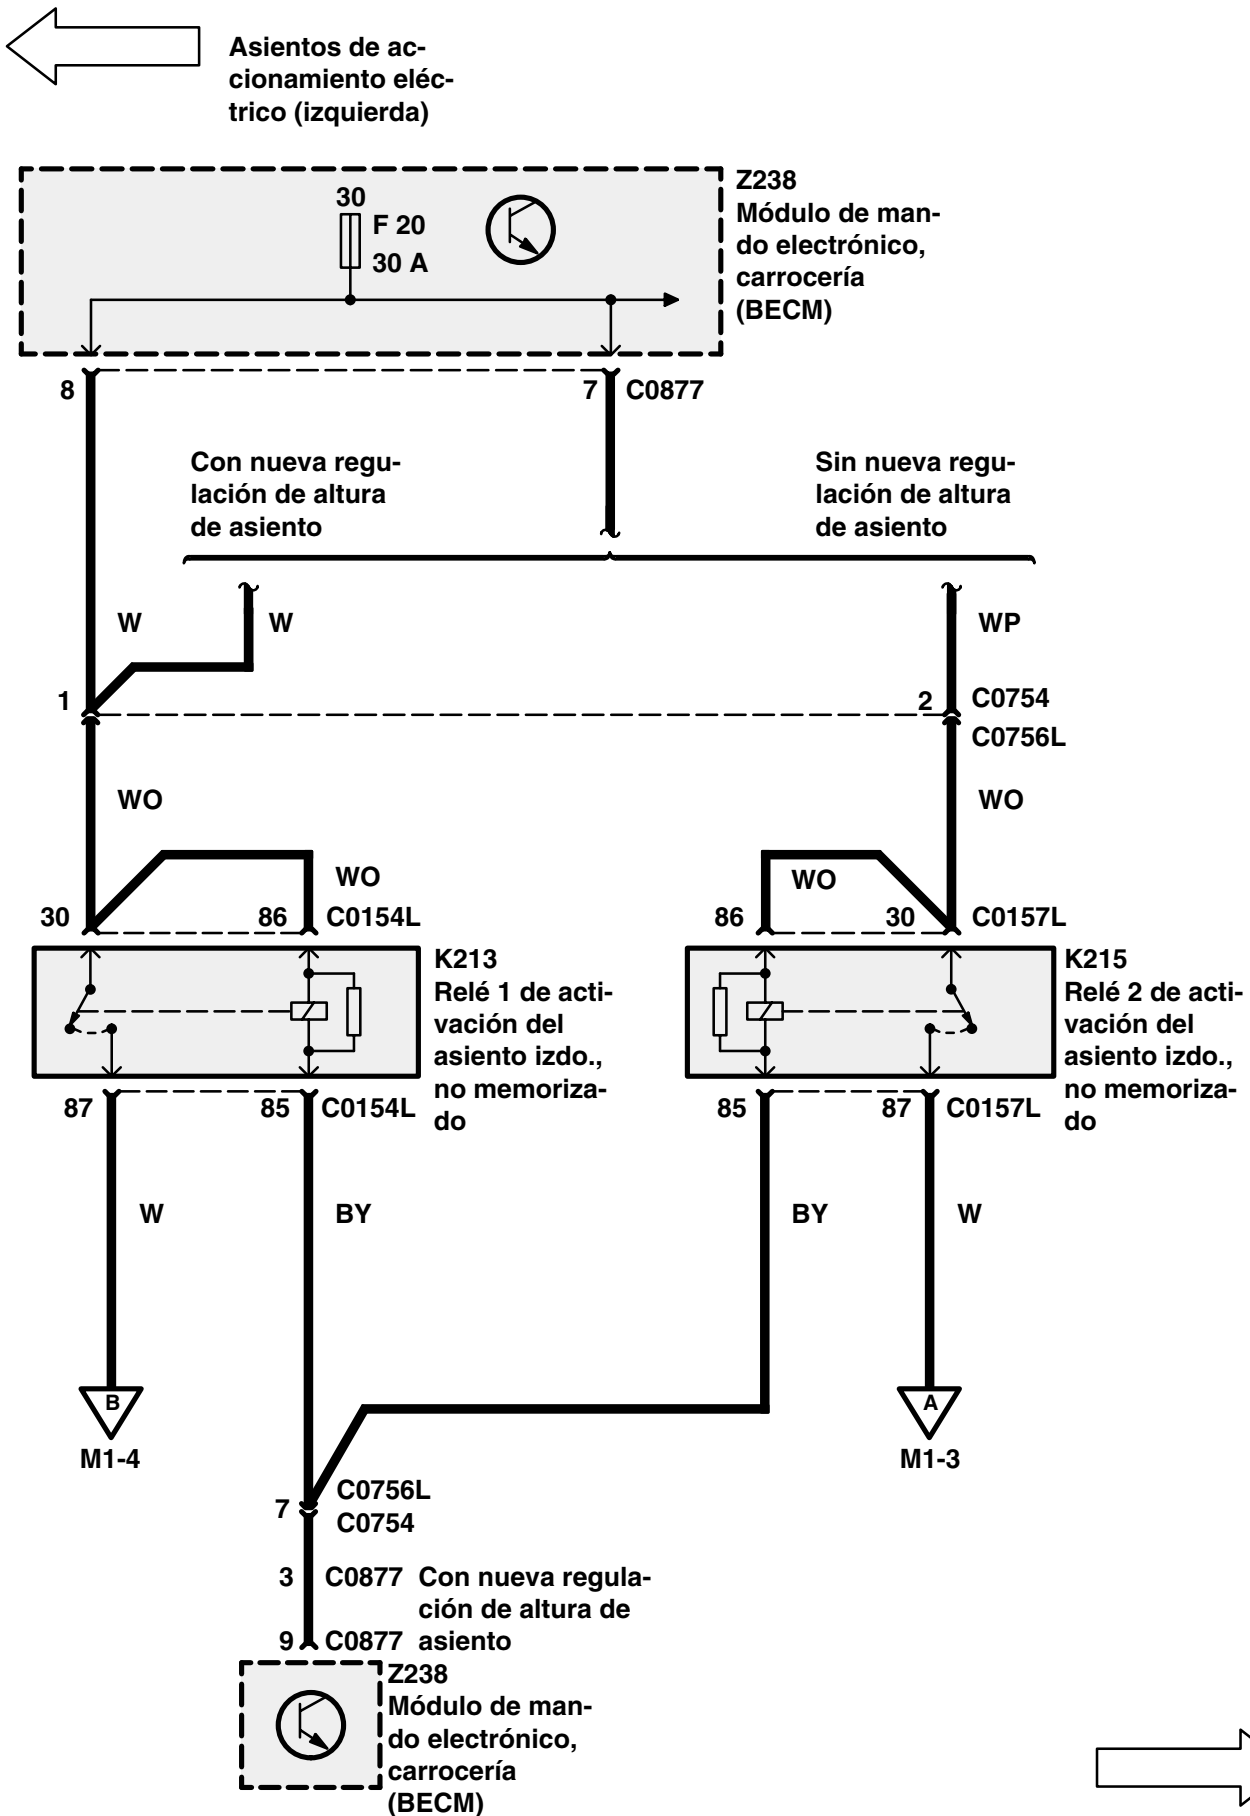 Asientos de ac-
cionamiento eléc-
trico (izquierda)
30
F 20
30 A
Z238
Módulo de man-
do electrónico,
carrocería
(BECM)
8
7
C0877
Con nueva regu-
lación de altura
de asiento
Sin nueva regu-
lación de altura
de asiento
W
W
WP
1
2
C0754
C0756L
WO
WO
WO
WO
30
86
C0154L
86
30
C0157L
K213
Relé 1 de acti-
vación del
asiento izdo.,
no memoriza-
do
K215
Relé 2 de acti-
vación del
asiento izdo.,
no memoriza-
do
87
85
C0154L
85
87
C0157L
W
BY
BY
W
B
M1-4
A
M1-3
7
C0756L
C0754
3
C0877
Con nueva regula-
ción de altura de
asiento
9
C0877
Z238
Módulo de man-
do electrónico,
carrocería
(BECM)